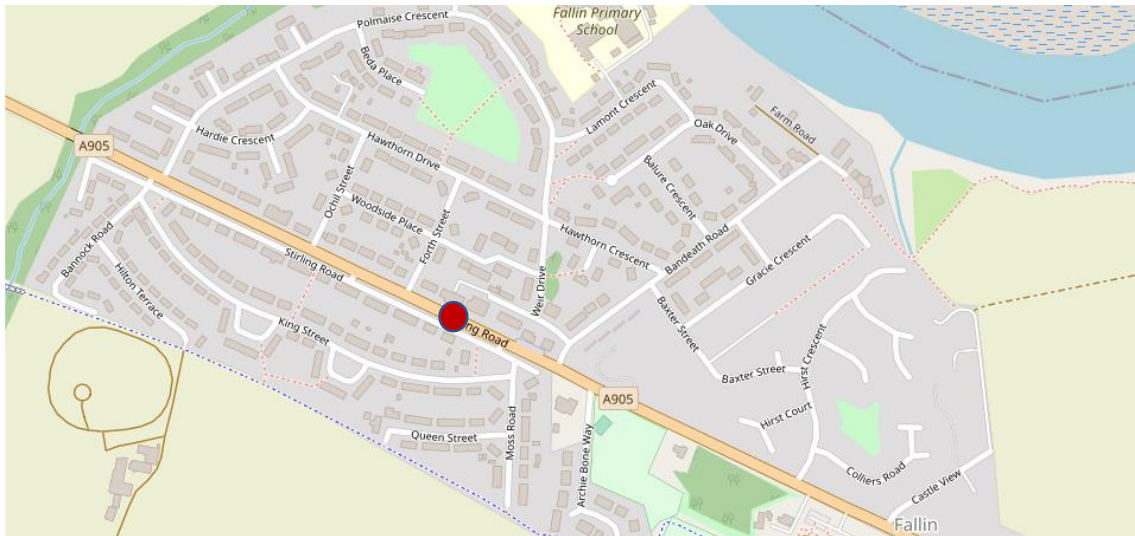 Fallin Primary
School
Polmaise Crescent
Beda Place
Lamont Crescent
Farm Road
Oak Drive
A905
Hardie Crescent
Hawthorn Drive
Balure Crescent
Ochil Street
Woodside Place
Forth Street
Hawthorn Crescent
Bandeath Road
Gracie Crescent
Bannock Road
Hilton Terrace
Stirling Road
Weir Drive
King Street
Road
Baxter Street
Baxter Street
Hirst Crescent
A905
Hirst Court
Queen Street
Moss Road
Archie Bone Way
Colliers Road
Castle View
Fallin